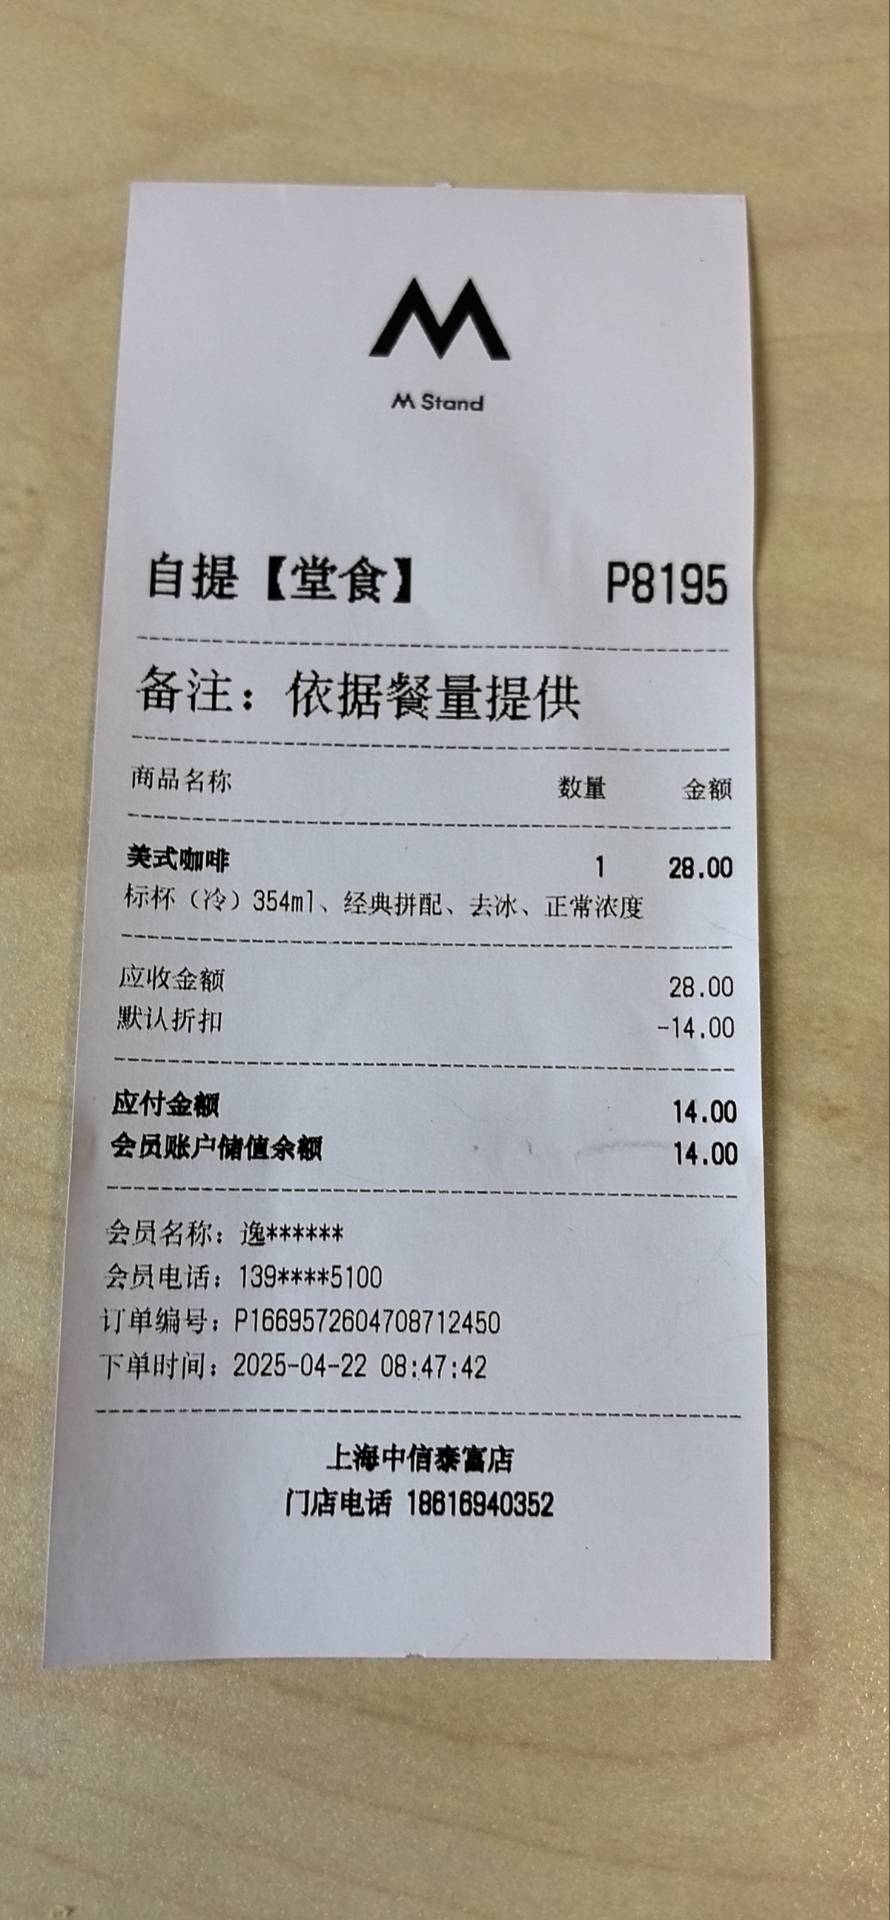 M Stand
自提【堂食】 P8195
备注：依据餐量提供
商品名称 数量 金额
美式咖啡 1 28.00
标杯（冷）354ml、经典拼配、去冰、正常浓度
应收金额 28.00
默认折扣 -14.00
应付金额 14.00
会员账户储值余额 14.00
会员名称：逸******
会员电话：139****5100
订单编号：P1669572604708712450
下单时间：2025-04-22 08:47:42
上海中信泰富店
门店电话 18616940352